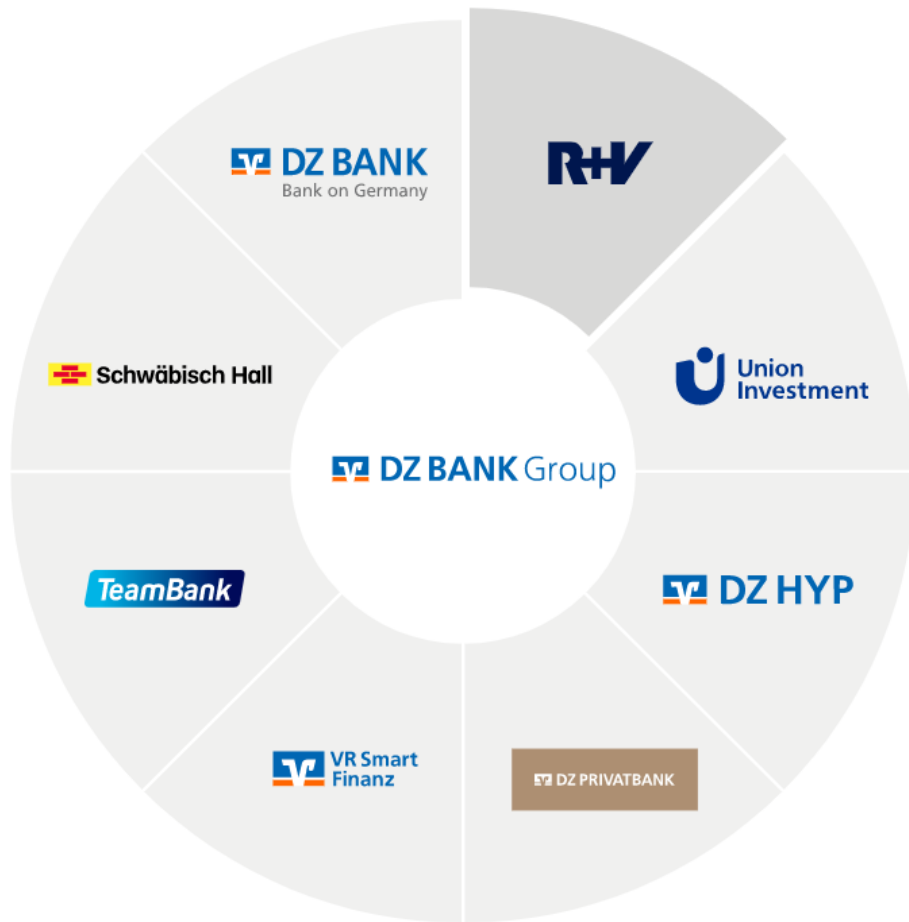 DZ BANK
Bank on Germany
R+V
Schwäbisch Hall
Union
Investment
DZ BANK Group
TeamBank
DZ HYP
VR Smart
Finanz
DZ PRIVATBANK